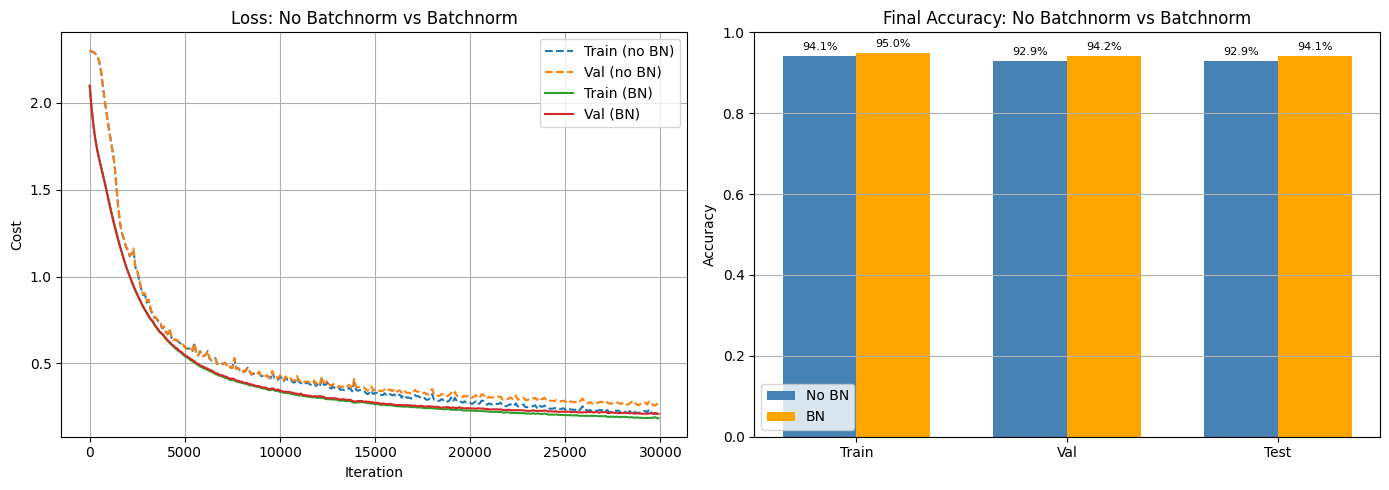 Loss: No Batchnorm vs Batchnorm
Train (no BN)
Val (no BN)
Train (BN)
Val (BN)
2.0
1.5
1.0
0.5
Cost
0 5000 10000 15000 20000 25000 30000
Iteration
Final Accuracy: No Batchnorm vs Batchnorm
94.1% 95.0% 92.9% 94.2% 92.9% 94.1%
1.0
0.8
0.6
0.4
0.2
0.0
Accuracy
No BN
BN
Train Val Test